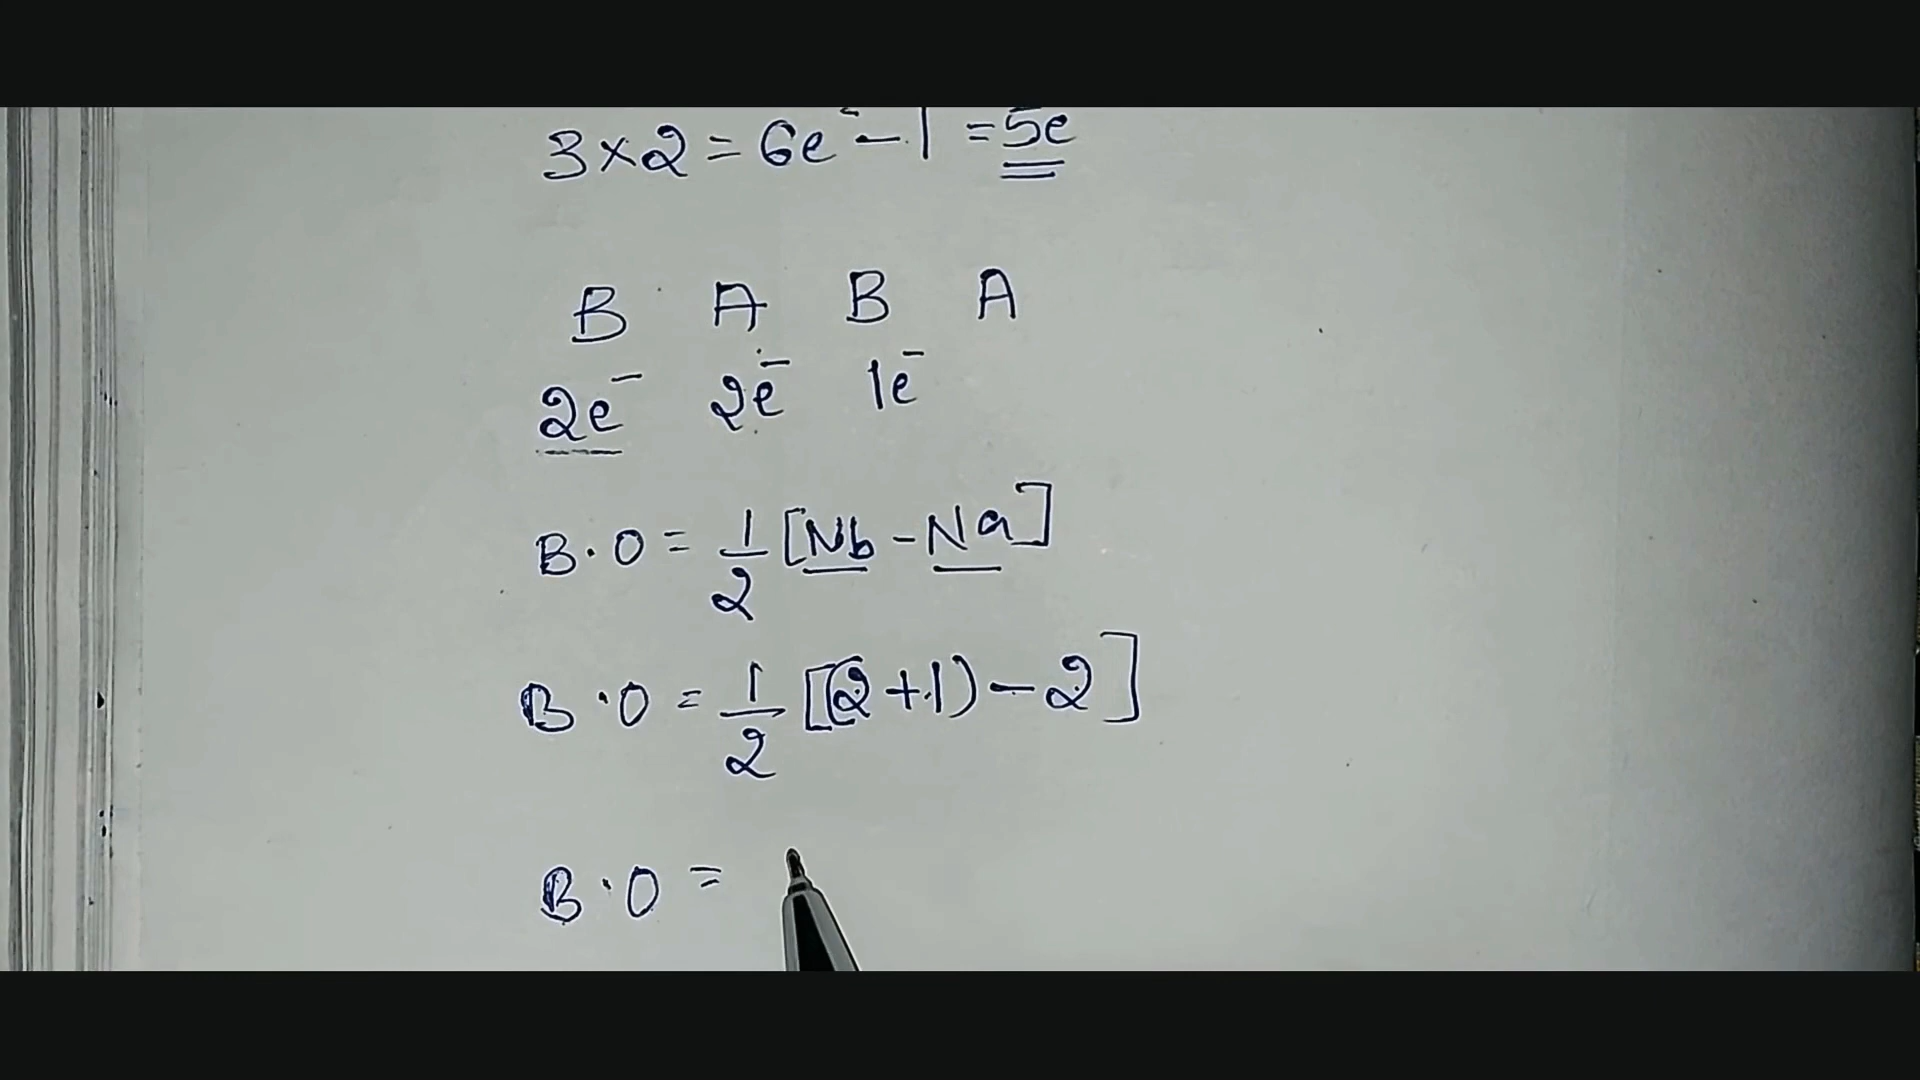 3×2 = 6e⁻ - 1 = 5e
B A B A
2e⁻ 2e⁻ 1e⁻
B.O = 1/2 [Nb - Na]
B.O = 1/2 [(2+1) - 2]
B.O =